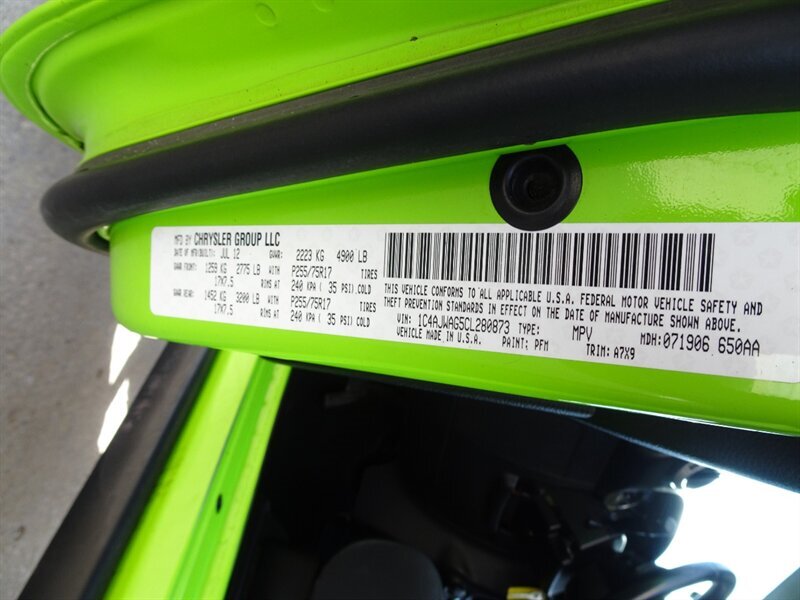 MFD BY CHRYSLER GROUP LLC
DATE OF MFR/BUILT: JUL 12 GVWR: 2223 KG 4900 LB
GAWR FRONT: 1259 KG 2775 LB WITH P255/75R17 TIRES
17X7.5 RIMS AT 240 KPA ( 35 PSI) COLD
GAWR REAR: 1452 KG 3200 LB WITH P255/75R17 TIRES
17X7.5 RIMS AT 240 KPA ( 35 PSI) COLD
THIS VEHICLE CONFORMS TO ALL APPLICABLE U.S.A. FEDERAL MOTOR VEHICLE SAFETY AND
THEFT PREVENTION STANDARDS IN EFFECT ON THE DATE OF MANUFACTURE SHOWN ABOVE.
VIN: 1C4AJWAG5CL280873 TYPE: MPV MDH: 071906 650AA
VEHICLE MADE IN U.S.A. PAINT: PFM TRIM: A7X9